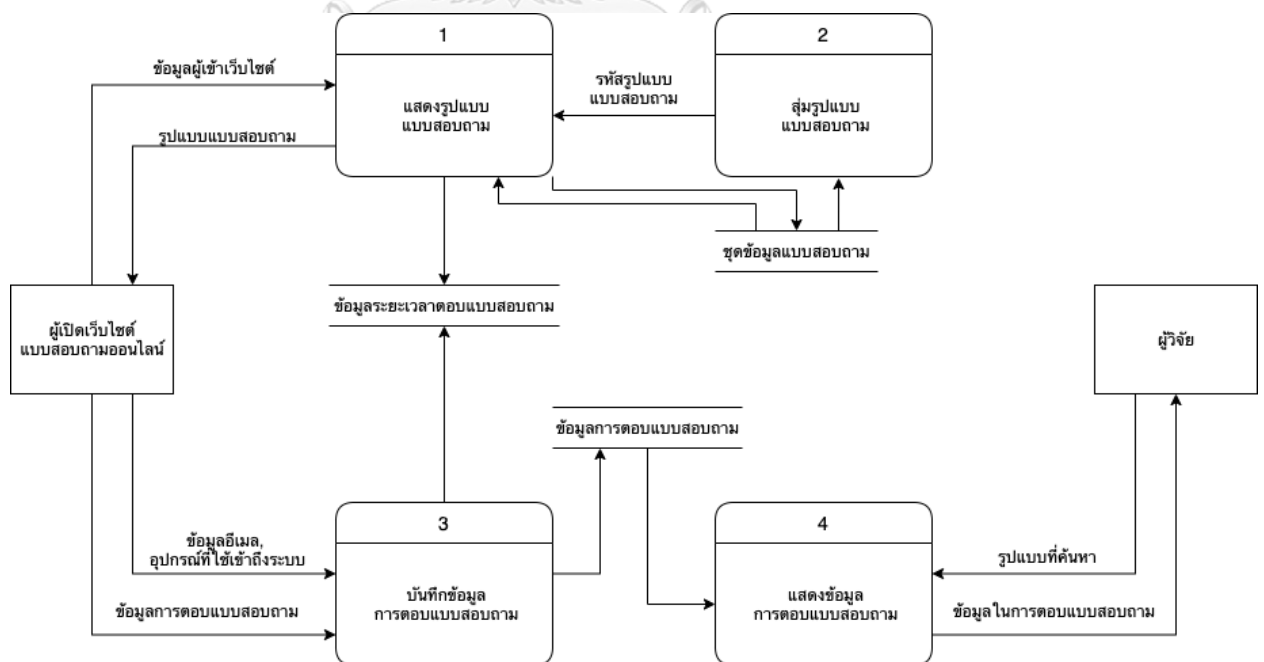 1
2
ข้อมูลผู้เข้าเว็บไซต์
รหัสรูปแบบ
แบบสอบถาม
แสดงรูปแบบ
แบบสอบถาม
สุ่มรูปแบบ
แบบสอบถาม
รูปแบบแบบสอบถาม
ชุดข้อมูลแบบสอบถาม
ข้อมูลระยะเวลาตอบแบบสอบถาม
ผู้เปิดเว็บไซต์
แบบสอบถามออนไลน์
ผู้วิจัย
ข้อมูลการตอบแบบสอบถาม
3
4
ข้อมูลอีเมล,
อุปกรณ์ที่ใช้เข้าถึงระบบ
รูปแบบที่ค้นหา
บันทึกข้อมูล
การตอบแบบสอบถาม
แสดงข้อมูล
การตอบแบบสอบถาม
ข้อมูลการตอบแบบสอบถาม
ข้อมูลในการตอบแบบสอบถาม